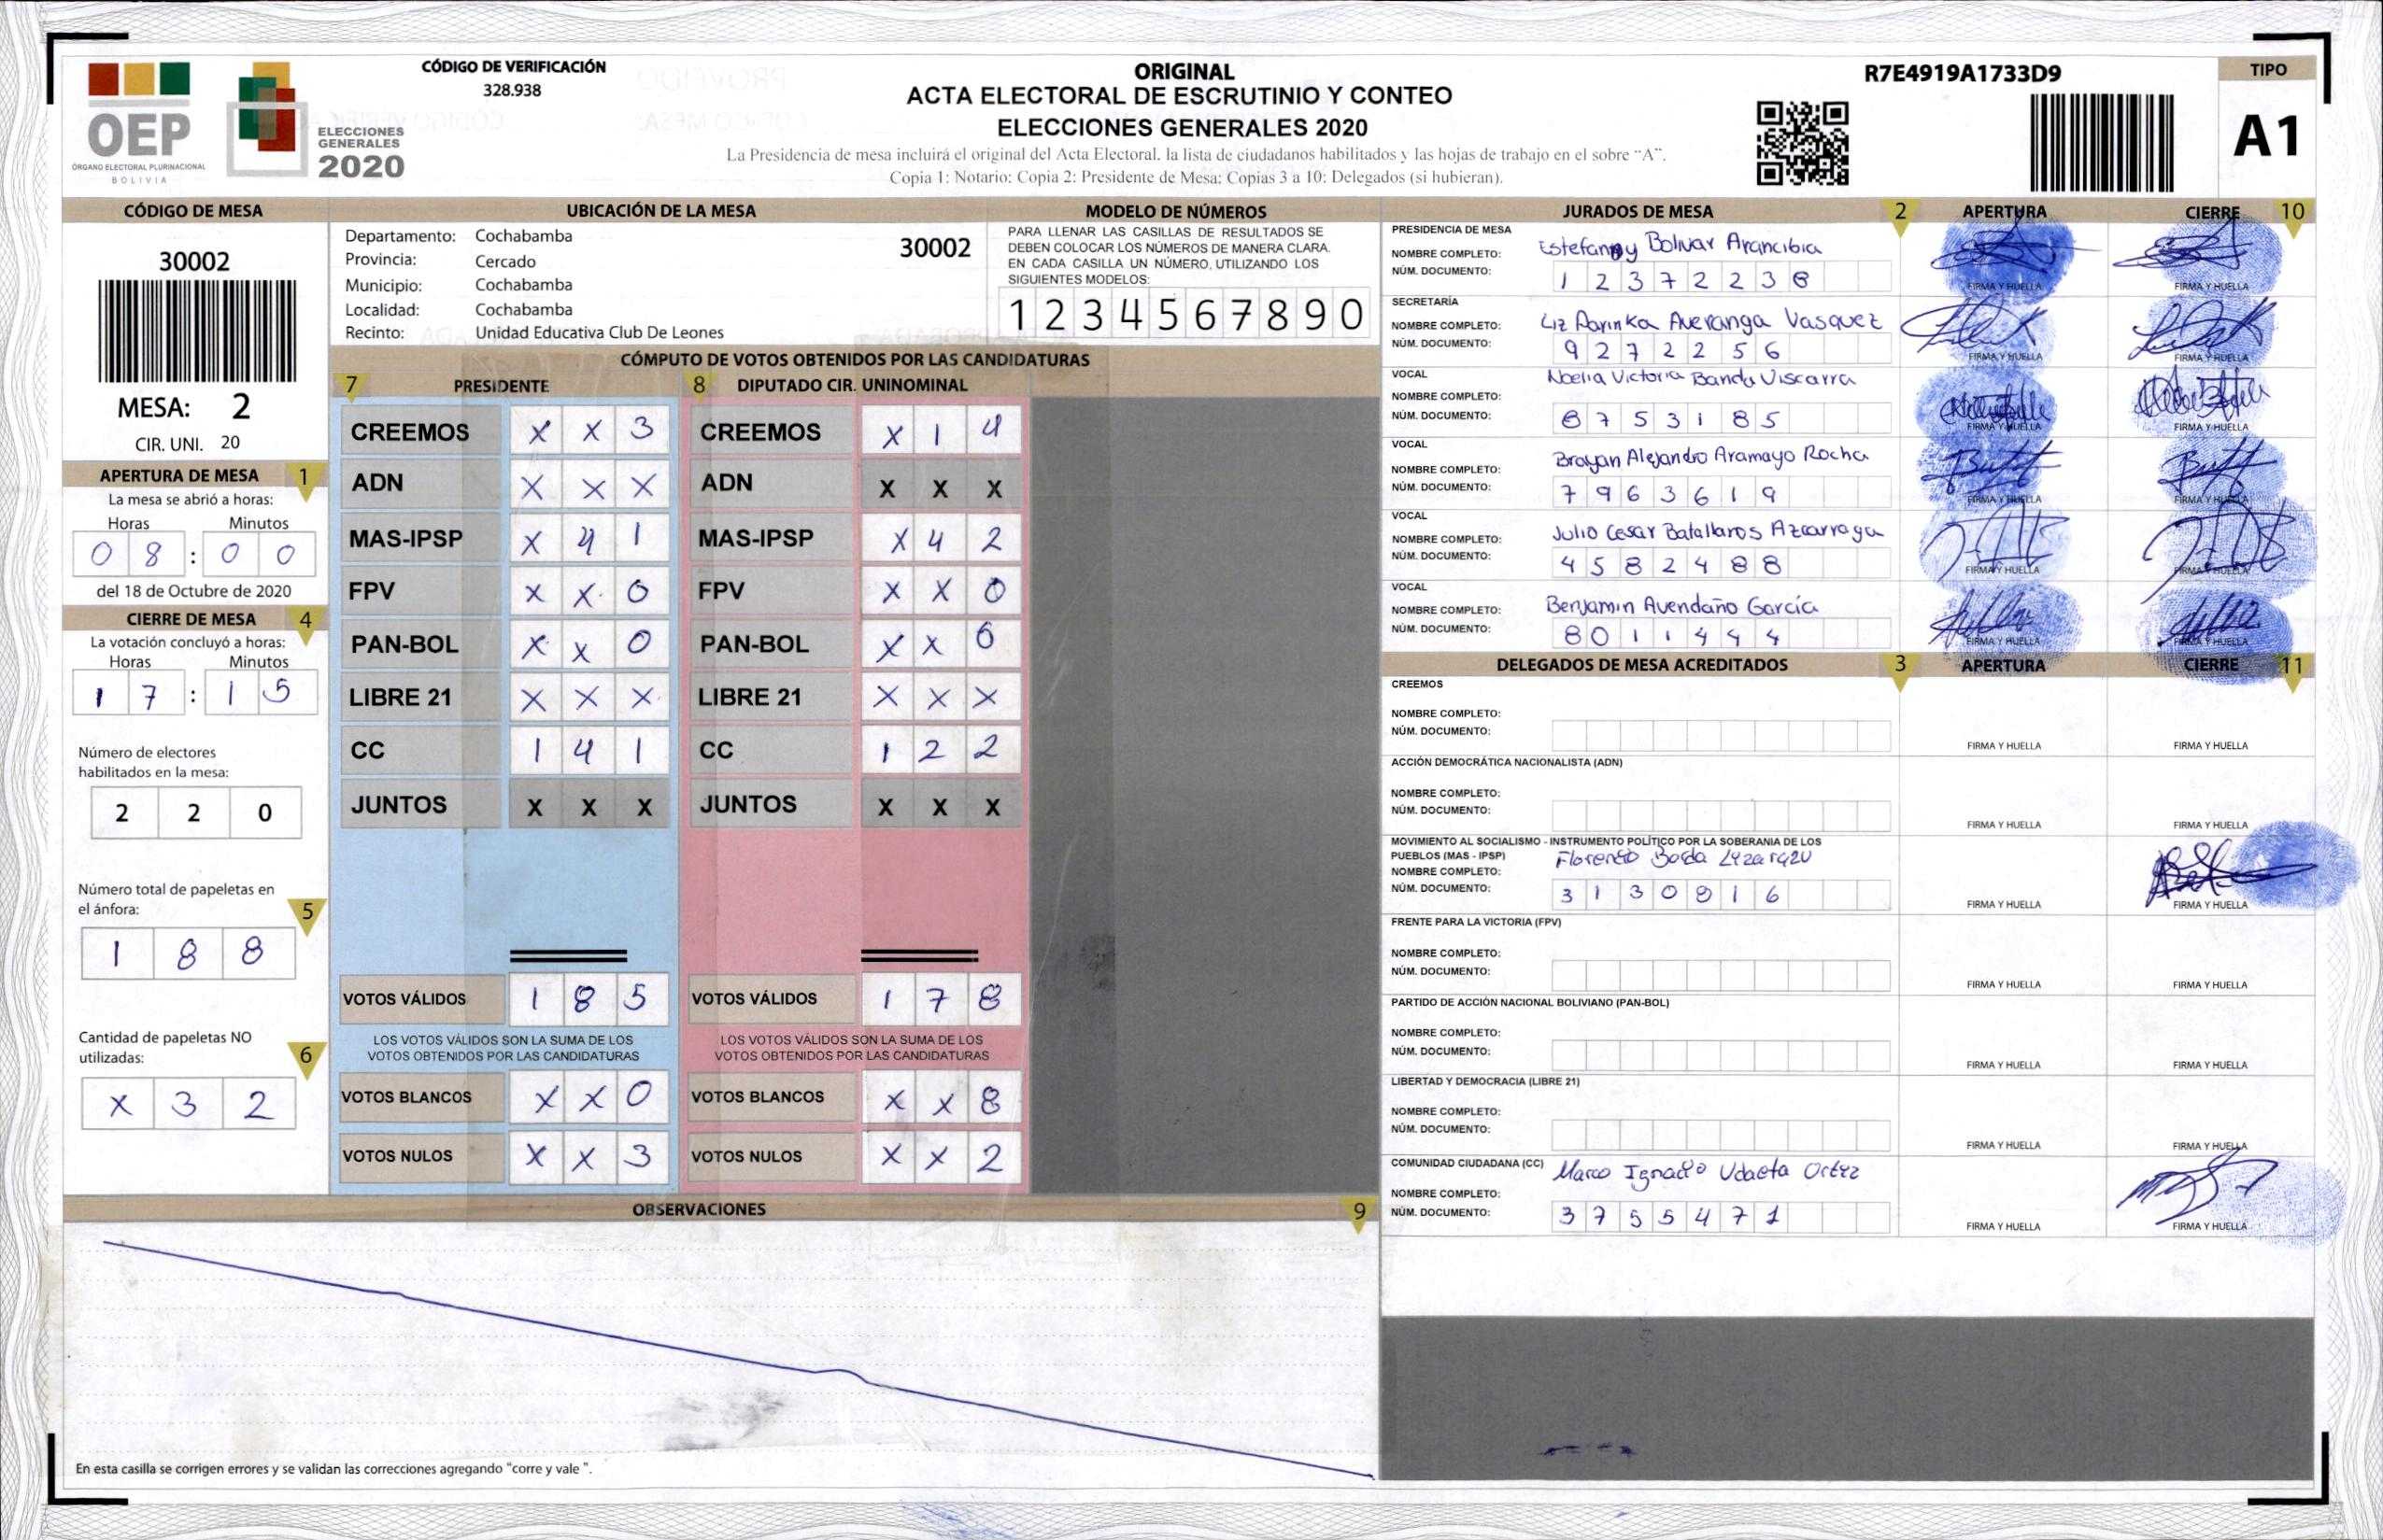 OEP
ÓRGANO ELECTORAL PLURINACIONAL
BOLIVIA
ELECCIONES
GENERALES
2020
CÓDIGO DE VERIFICACIÓN
328.938
ORIGINAL
ACTA ELECTORAL DE ESCRUTINIO Y CONTEO
ELECCIONES GENERALES 2020
La Presidencia de mesa incluirá el original del Acta Electoral, la lista de ciudadanos habilitados y las hojas de trabajo en el sobre "A".
Copia 1: Notario; Copia 2: Presidente de Mesa; Copias 3 a 10: Delegados (si hubieran).
R7E4919A1733D9
TIPO
A1
CÓDIGO DE MESA
30002
MESA: 2
CIR. UNI. 20
APERTURA DE MESA 1
La mesa se abrió a horas:
Horas Minutos
0 8 : 0 0
del 18 de Octubre de 2020
CIERRE DE MESA 4
La votación concluyó a horas:
Horas Minutos
1 7 : 1 5
Número de electores
habilitados en la mesa:
2 2 0
Número total de papeletas en
el ánfora: 5
1 8 8
Cantidad de papeletas NO
utilizadas: 6
X 3 2
UBICACIÓN DE LA MESA
Departamento: Cochabamba 30002
Provincia: Cercado
Municipio: Cochabamba
Localidad: Cochabamba
Recinto: Unidad Educativa Club De Leones
MODELO DE NÚMEROS
PARA LLENAR LAS CASILLAS DE RESULTADOS SE
DEBEN COLOCAR LOS NÚMEROS DE MANERA CLARA.
EN CADA CASILLA UN NÚMERO, UTILIZANDO LOS
SIGUIENTES MODELOS:
1 2 3 4 5 6 7 8 9 0
CÓMPUTO DE VOTOS OBTENIDOS POR LAS CANDIDATURAS
7 PRESIDENTE 8 DIPUTADO CIR. UNINOMINAL
CREEMOS X X 3 CREEMOS X 1 4
ADN X X X ADN X X X
MAS-IPSP X 4 1 MAS-IPSP X 4 2
FPV X X 0 FPV X X 0
PAN-BOL X X 0 PAN-BOL X X 0
LIBRE 21 X X X LIBRE 21 X X X
CC 1 4 1 CC 1 2 2
JUNTOS X X X JUNTOS X X X
VOTOS VÁLIDOS 1 8 5 VOTOS VÁLIDOS 1 7 8
LOS VOTOS VÁLIDOS SON LA SUMA DE LOS LOS VOTOS VÁLIDOS SON LA SUMA DE LOS
VOTOS OBTENIDOS POR LAS CANDIDATURAS VOTOS OBTENIDOS POR LAS CANDIDATURAS
VOTOS BLANCOS X X 0 VOTOS BLANCOS X X 8
VOTOS NULOS X X 3 VOTOS NULOS X X 2
OBSERVACIONES 9
En esta casilla se corrigen errores y se validan las correcciones agregando "corre y vale ".
JURADOS DE MESA 2 APERTURA CIERRE 10
PRESIDENCIA DE MESA
NOMBRE COMPLETO: Estefanny Bolivar Arancibia
NÚM. DOCUMENTO: 1 2 3 7 2 2 3 8
FIRMA Y HUELLA FIRMA Y HUELLA
SECRETARÍA
NOMBRE COMPLETO: Liz Averanga Vasquez
NÚM. DOCUMENTO: 9 2 7 2 2 5 6
FIRMA Y HUELLA FIRMA Y HUELLA
VOCAL
NOMBRE COMPLETO: Noelia Victoria Banda Viscarra
NÚM. DOCUMENTO: 8 7 5 3 1 8 5
FIRMA Y HUELLA FIRMA Y HUELLA
VOCAL
NOMBRE COMPLETO: Brayan Alejandro Aramayo Rocha
NÚM. DOCUMENTO: 7 9 6 3 6 1 9
FIRMA Y HUELLA FIRMA Y HUELLA
VOCAL
NOMBRE COMPLETO: Julio Cesar
NÚM. DOCUMENTO: 4 5 8 2 4 8 8
FIRMA Y HUELLA FIRMA Y HUELLA
VOCAL
NOMBRE COMPLETO: Benjamin Avendaño García
NÚM. DOCUMENTO: 8 0 1 1 4 4 4
FIRMA Y HUELLA FIRMA Y HUELLA
DELEGADOS DE MESA ACREDITADOS 3 APERTURA CIERRE 11
CREEMOS
NOMBRE COMPLETO:
NÚM. DOCUMENTO:
FIRMA Y HUELLA FIRMA Y HUELLA
ACCIÓN DEMOCRÁTICA NACIONALISTA (ADN)
NOMBRE COMPLETO:
NÚM. DOCUMENTO:
FIRMA Y HUELLA FIRMA Y HUELLA
MOVIMIENTO AL SOCIALISMO - INSTRUMENTO POLÍTICO POR LA SOBERANIA DE LOS
PUEBLOS (MAS - IPSP) Florencio Borda
NOMBRE COMPLETO:
NÚM. DOCUMENTO: 3 1 3 0 8 1 6
FIRMA Y HUELLA FIRMA Y HUELLA
FRENTE PARA LA VICTORIA (FPV)
NOMBRE COMPLETO:
NÚM. DOCUMENTO:
FIRMA Y HUELLA FIRMA Y HUELLA
PARTIDO DE ACCIÓN NACIONAL BOLIVIANO (PAN-BOL)
NOMBRE COMPLETO:
NÚM. DOCUMENTO:
FIRMA Y HUELLA FIRMA Y HUELLA
LIBERTAD Y DEMOCRACIA (LIBRE 21)
NOMBRE COMPLETO:
NÚM. DOCUMENTO:
FIRMA Y HUELLA FIRMA Y HUELLA
COMUNIDAD CIUDADANA (CC) Marco Ignacio Udaeta Ortiz
NOMBRE COMPLETO:
NÚM. DOCUMENTO: 3 7 5 5 4 7 1
FIRMA Y HUELLA FIRMA Y HUELLA